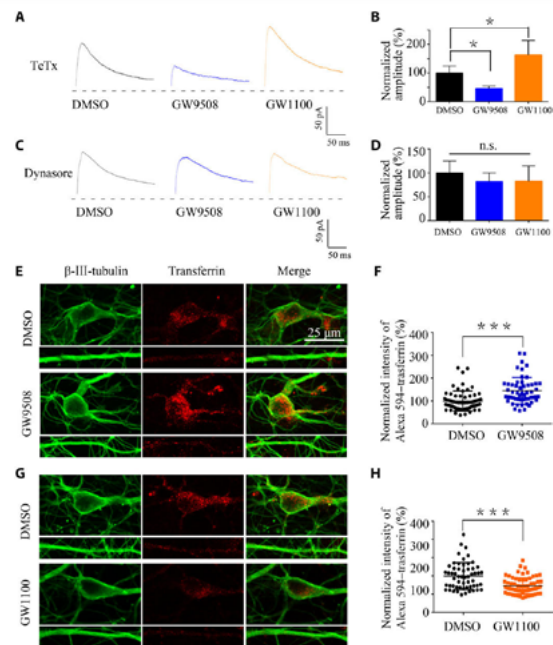 A
TeTx
DMSO
GW9508
GW1100
50 pA
50 ms
B
Normalized
amplitude (%)
200
150
100
50
0
*
*
DMSO
GW9508
GW1100
C
Dynasore
DMSO
GW9508
GW1100
50 pA
50 ms
D
Normalized
amplitude (%)
150
100
50
0
n.s.
DMSO
GW9508
GW1100
E
β-III-tubulin
Transferrin
Merge
DMSO
25 μm
GW9508
F
Normalized intensity of
Alexa 594-trasferrin (%)
400
300
200
100
0
***
DMSO
GW9508
G
DMSO
GW1100
H
Normalized intensity of
Alexa 594-trasferrin (%)
400
300
200
100
0
***
DMSO
GW1100